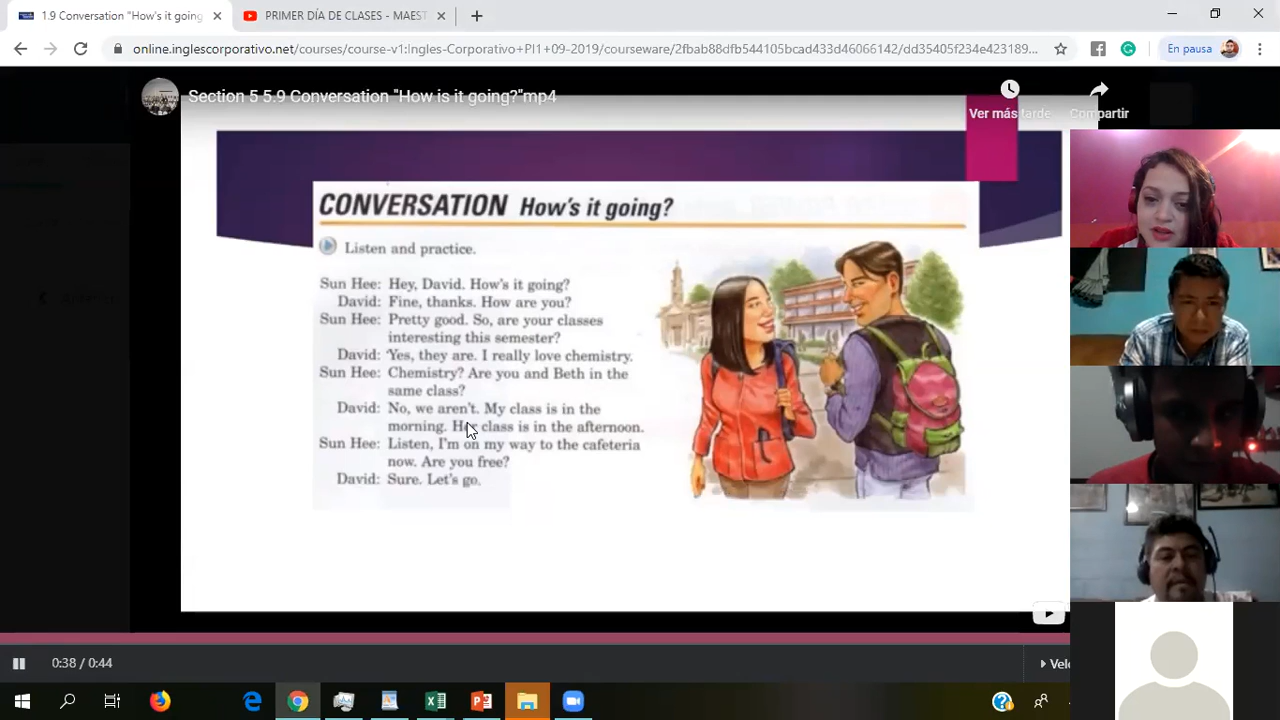 1.9 Conversation "How's it going
PRIMER DÍA DE CLASES - MAEST
online.inglescorporativo.net/courses/course-v1:Ingles-Corporativo+PI1+09-2019/courseware/2fbab88dfb544105bcad433d46066142/dd35405f234e423189...
En pausa
Section 5 5.9 Conversation "How is it going?"mp4
Ver más tarde
Compartir
CONVERSATION How's it going?
Listen and practice.
Sun Hee: Hey, David. How's it going?
David: Fine, thanks. How are you?
Sun Hee: Pretty good. So, are your classes
interesting this semester?
David: Yes, they are. I really love chemistry.
Sun Hee: Chemistry? Are you and Beth in the
same class?
David: No, we aren't. My class is in the
morning. Her class is in the afternoon.
Sun Hee: Listen, I'm on my way to the cafeteria
now. Are you free?
David: Sure. Let's go.
0:38 / 0:44
Velo